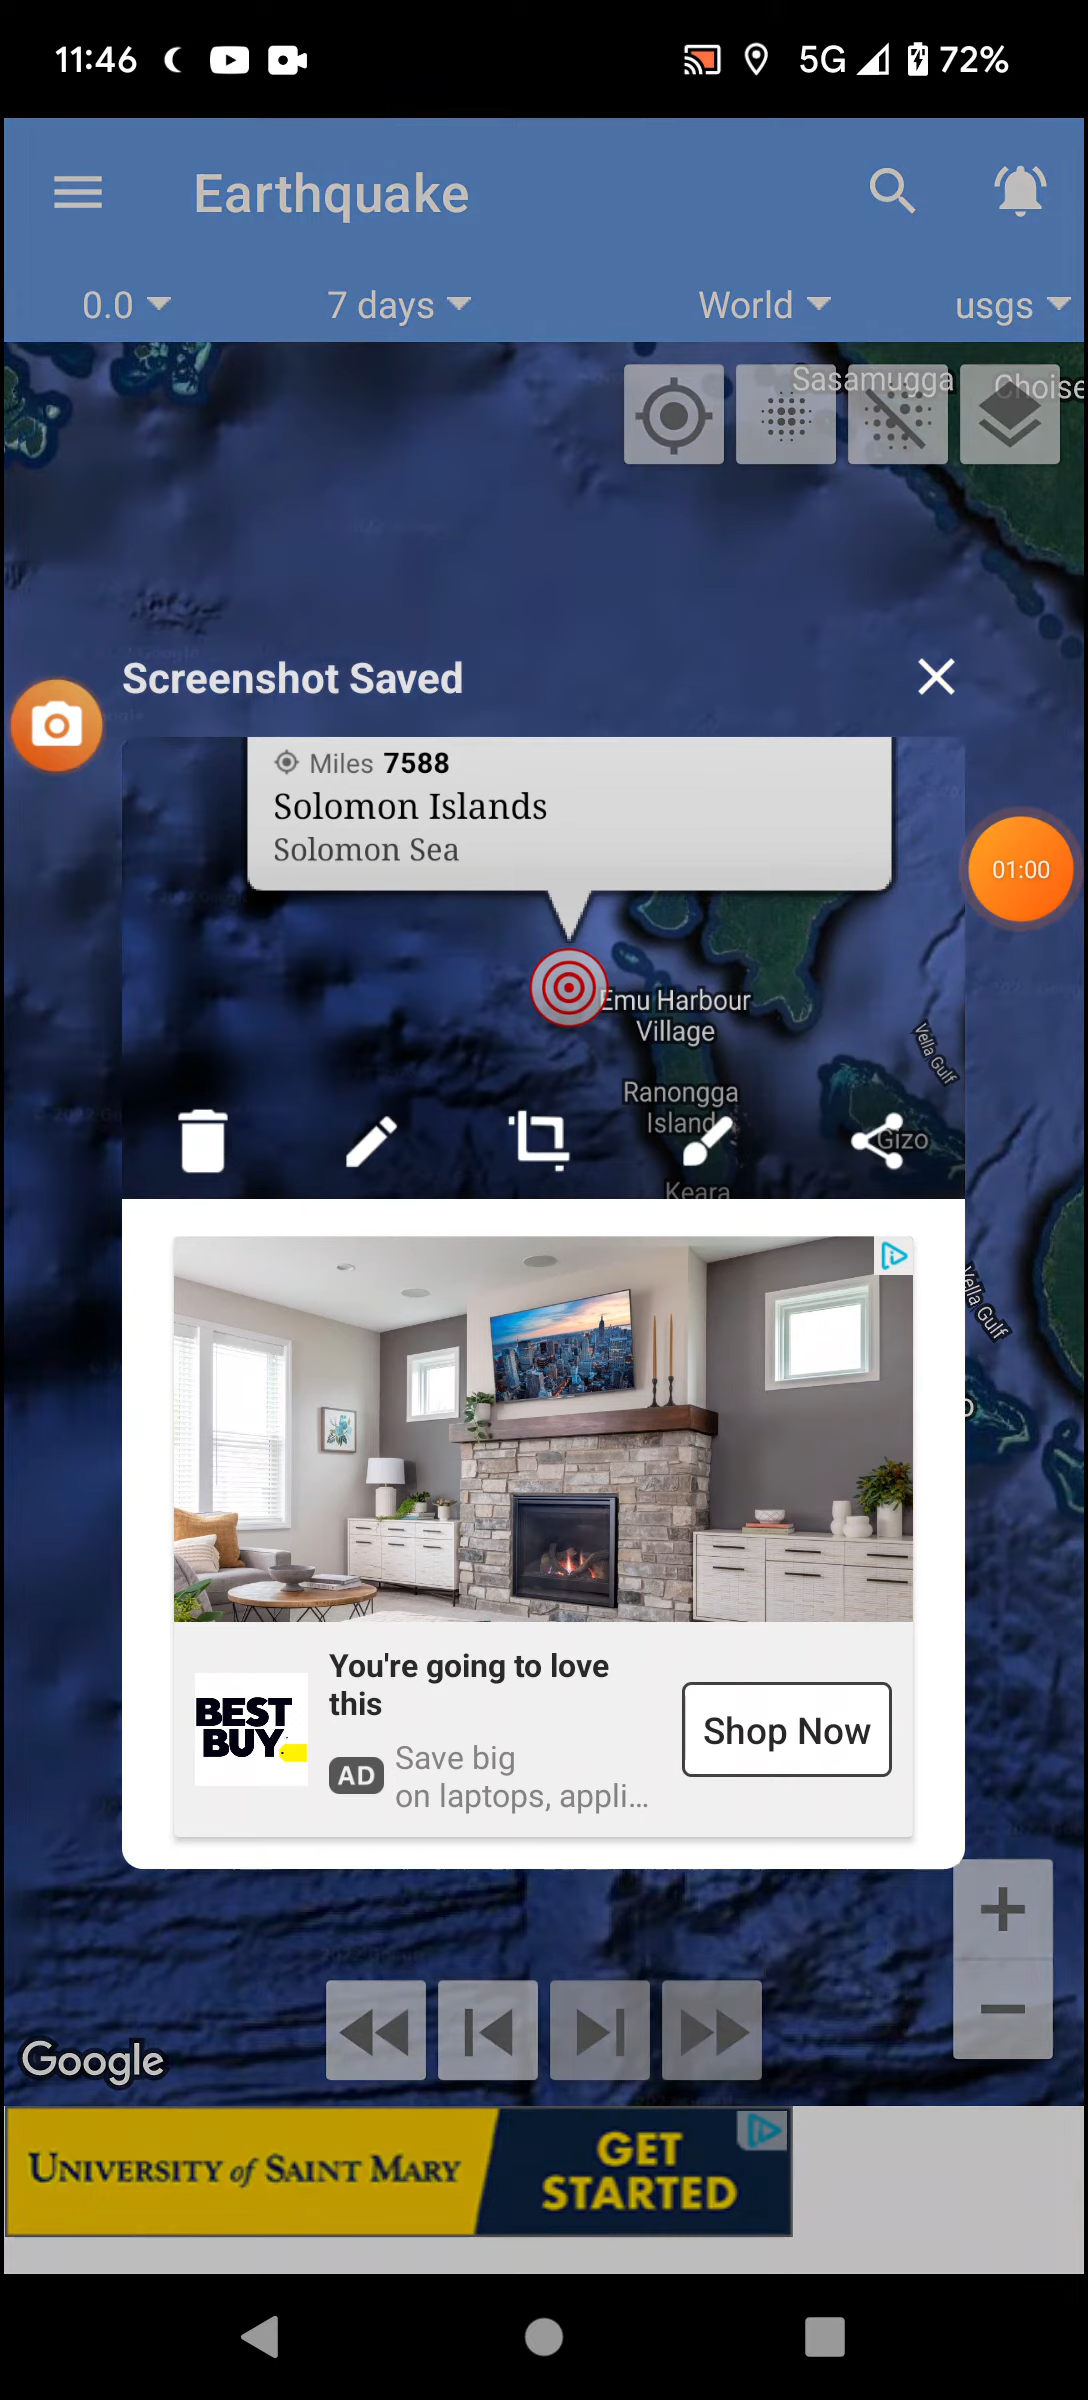 11:46
5G
72%
Earthquake
0.0
7 days
World
usgs
Sasamugga
Choise
Screenshot Saved
Miles 7588
Solomon Islands
Solomon Sea
01:00
Emu Harbour
Village
Vella Gulf
Ranongga
Island
Gizo
Keara
Vella Gulf
o
You're going to love
this
BEST
BUY
AD
Save big
on laptops, appli...
Shop Now
Google
UNIVERSITY of SAINT MARY
GET
STARTED